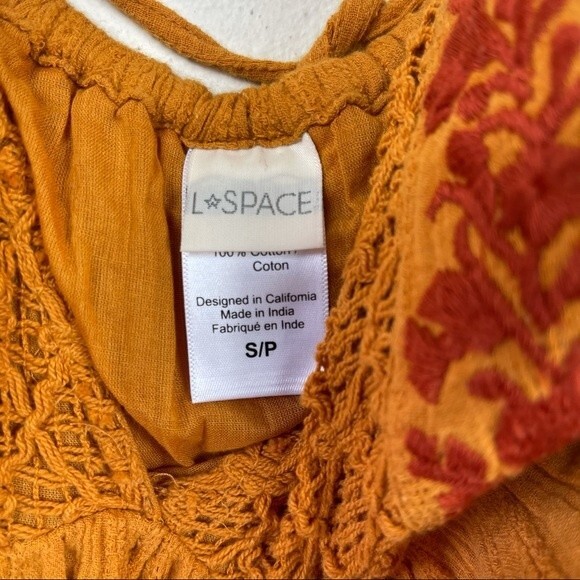 L☆SPACE
100% Cotton /
Coton
Designed in California
Made in India
Fabriqué en Inde
S/P